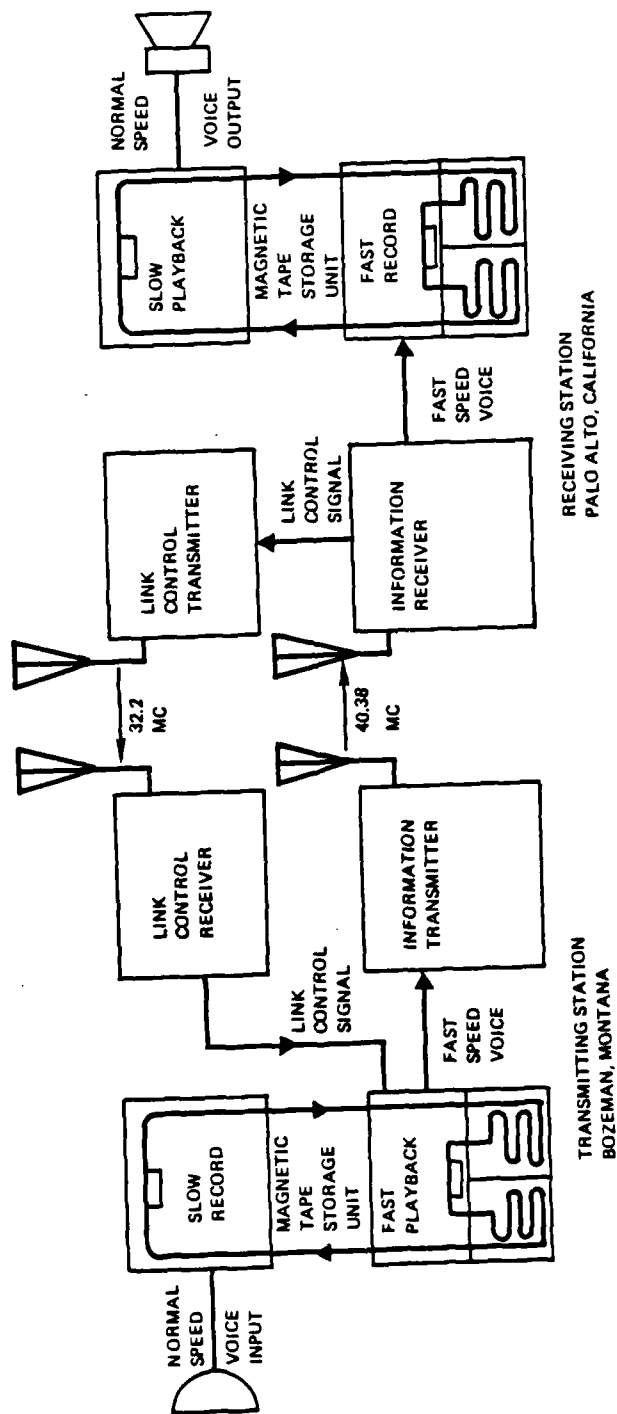 NORMAL
SPEED
VOICE
INPUT
SLOW
RECORD
MAGNETIC
TAPE
STORAGE
UNIT
FAST
PLAYBACK
LINK
CONTROL
RECEIVER
LINK
CONTROL
SIGNAL
FAST
SPEED
VOICE
INFORMATION
TRANSMITTER
TRANSMITTING STATION
BOZEMAN, MONTANA
32.2
MC
40.38
MC
LINK
CONTROL
TRANSMITTER
LINK
CONTROL
SIGNAL
INFORMATION
RECEIVER
FAST
SPEED
VOICE
NORMAL
SPEED
VOICE
OUTPUT
SLOW
PLAYBACK
MAGNETIC
TAPE
STORAGE
UNIT
FAST
RECORD
RECEIVING STATION
PALO ALTO, CALIFORNIA